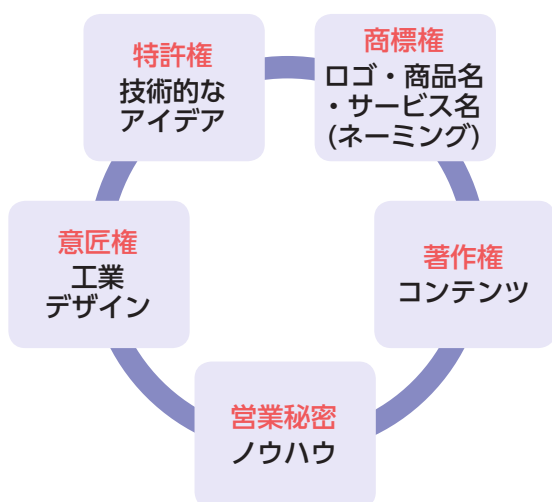 特許権
技術的な
アイデア
商標権
ロゴ・商品名
・サービス名
(ネーミング)
意匠権
工業
デザイン
著作権
コンテンツ
営業秘密
ノウハウ